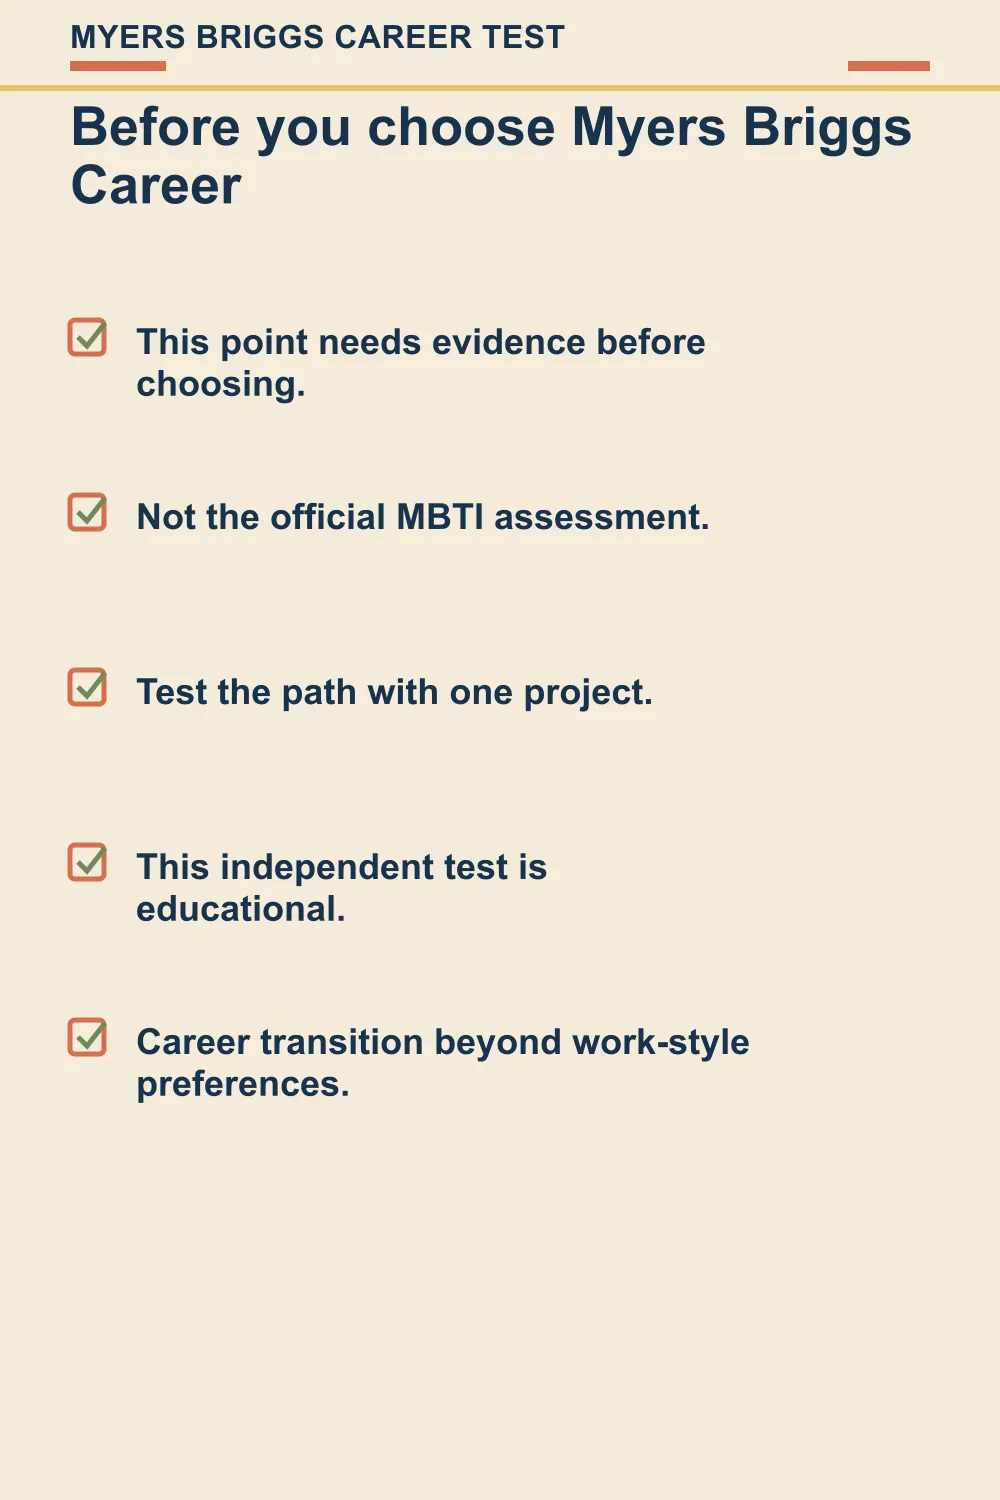 MYERS BRIGGS CAREER TEST
Before you choose Myers Briggs
Career
This point needs evidence before
choosing.
Not the official MBTI assessment.
Test the path with one project.
This independent test is
educational.
Career transition beyond work-style
preferences.